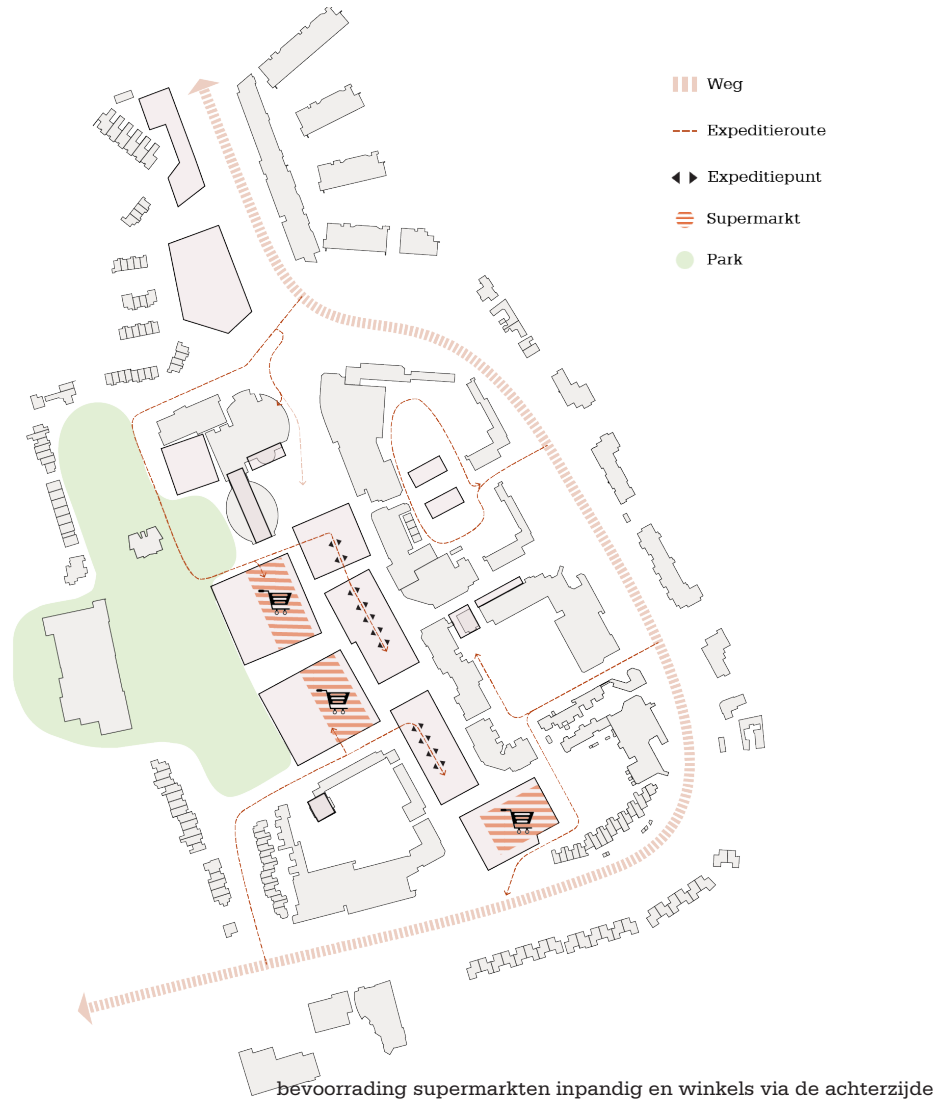 Weg
Expeditieroute
Expeditiepunt
Supermarkt
Park
bevoorrading supermarkten inpandig en winkels via de achterzijde